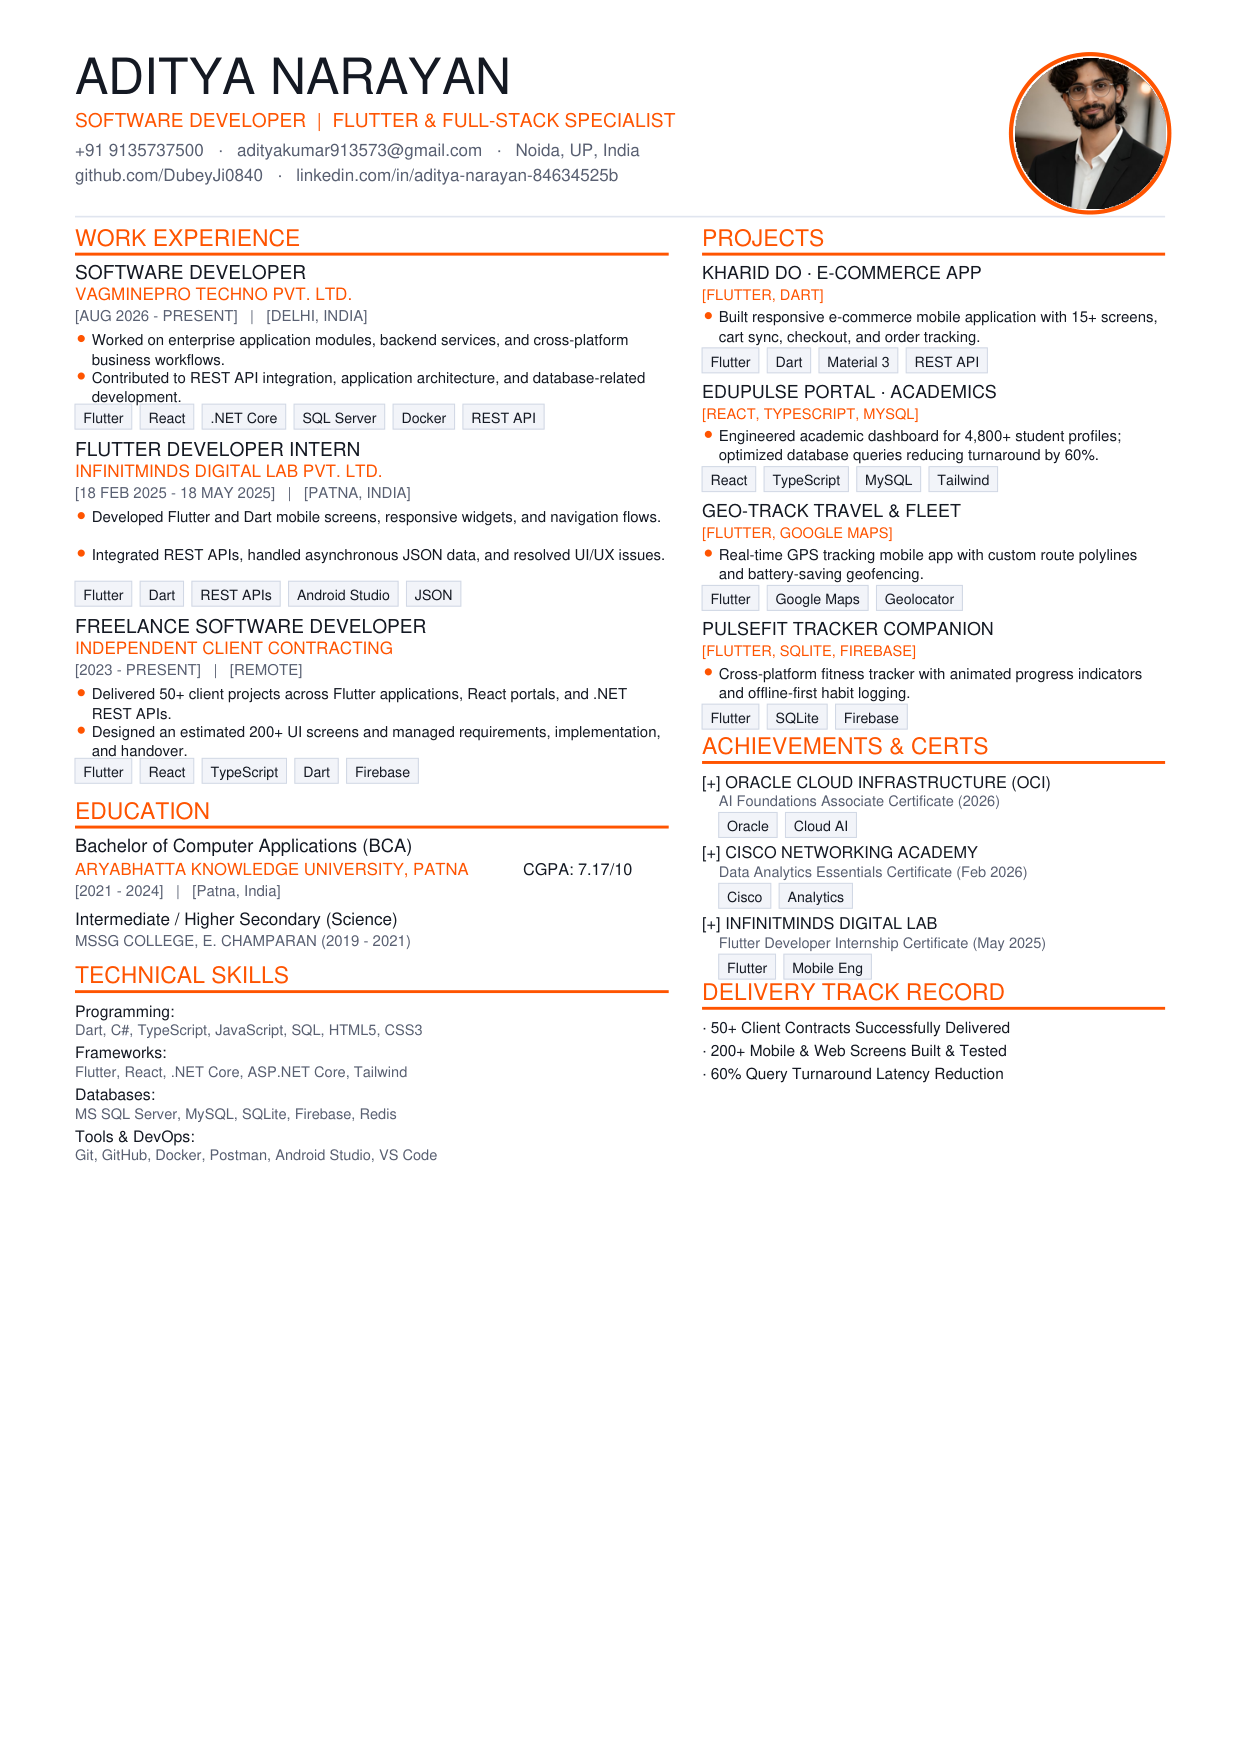 ADITYA NARAYAN
SOFTWARE DEVELOPER | FLUTTER & FULL-STACK SPECIALIST
+91 9135737500 · adityakumar913573@gmail.com · Noida, UP, India
github.com/DubeyJi0840 · linkedin.com/in/aditya-narayan-84634525b
WORK EXPERIENCE
SOFTWARE DEVELOPER
VAGMINEPRO TECHNO PVT. LTD.
[AUG 2026 - PRESENT] | [DELHI, INDIA]
• Worked on enterprise application modules, backend services, and cross-platform
business workflows.
• Contributed to REST API integration, application architecture, and database-related
development.
Flutter React .NET Core SQL Server Docker REST API
FLUTTER DEVELOPER INTERN
INFINITMINDS DIGITAL LAB PVT. LTD.
[18 FEB 2025 - 18 MAY 2025] | [PATNA, INDIA]
• Developed Flutter and Dart mobile screens, responsive widgets, and navigation flows.
• Integrated REST APIs, handled asynchronous JSON data, and resolved UI/UX issues.
Flutter Dart REST APIs Android Studio JSON
FREELANCE SOFTWARE DEVELOPER
INDEPENDENT CLIENT CONTRACTING
[2023 - PRESENT] | [REMOTE]
• Delivered 50+ client projects across Flutter applications, React portals, and .NET
REST APIs.
• Designed an estimated 200+ UI screens and managed requirements, implementation,
and handover.
Flutter React TypeScript Dart Firebase
EDUCATION
Bachelor of Computer Applications (BCA)
ARYABHATTA KNOWLEDGE UNIVERSITY, PATNA CGPA: 7.17/10
[2021 - 2024] | [Patna, India]
Intermediate / Higher Secondary (Science)
MSSG COLLEGE, E. CHAMPARAN (2019 - 2021)
TECHNICAL SKILLS
Programming:
Dart, C#, TypeScript, JavaScript, SQL, HTML5, CSS3
Frameworks:
Flutter, React, .NET Core, ASP.NET Core, Tailwind
Databases:
MS SQL Server, MySQL, SQLite, Firebase, Redis
Tools & DevOps:
Git, GitHub, Docker, Postman, Android Studio, VS Code
PROJECTS
KHARID DO · E-COMMERCE APP
[FLUTTER, DART]
• Built responsive e-commerce mobile application with 15+ screens,
cart sync, checkout, and order tracking.
Flutter Dart Material 3 REST API
EDUPULSE PORTAL · ACADEMICS
[REACT, TYPESCRIPT, MYSQL]
• Engineered academic dashboard for 4,800+ student profiles;
optimized database queries reducing turnaround by 60%.
React TypeScript MySQL Tailwind
GEO-TRACK TRAVEL & FLEET
[FLUTTER, GOOGLE MAPS]
• Real-time GPS tracking mobile app with custom route polylines
and battery-saving geofencing.
Flutter Google Maps Geolocator
PULSEFIT TRACKER COMPANION
[FLUTTER, SQLITE, FIREBASE]
• Cross-platform fitness tracker with animated progress indicators
and offline-first habit logging.
Flutter SQLite Firebase
ACHIEVEMENTS & CERTS
[+] ORACLE CLOUD INFRASTRUCTURE (OCI)
AI Foundations Associate Certificate (2026)
Oracle Cloud AI
[+] CISCO NETWORKING ACADEMY
Data Analytics Essentials Certificate (Feb 2026)
Cisco Analytics
[+] INFINITMINDS DIGITAL LAB
Flutter Developer Internship Certificate (May 2025)
Flutter Mobile Eng
DELIVERY TRACK RECORD
· 50+ Client Contracts Successfully Delivered
· 200+ Mobile & Web Screens Built & Tested
· 60% Query Turnaround Latency Reduction